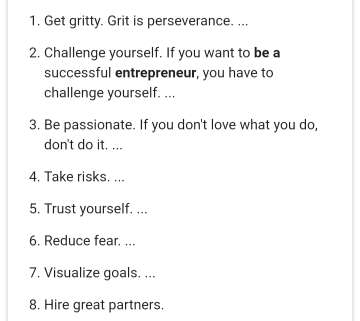 1. Get gritty. Grit is perseverance. ...
2. Challenge yourself. If you want to be a
successful entrepreneur, you have to
challenge yourself. ...
3. Be passionate. If you don't love what you do,
don't do it. ...
4. Take risks. ...
5. Trust yourself. ...
6. Reduce fear. ...
7. Visualize goals. ...
8. Hire great partners.